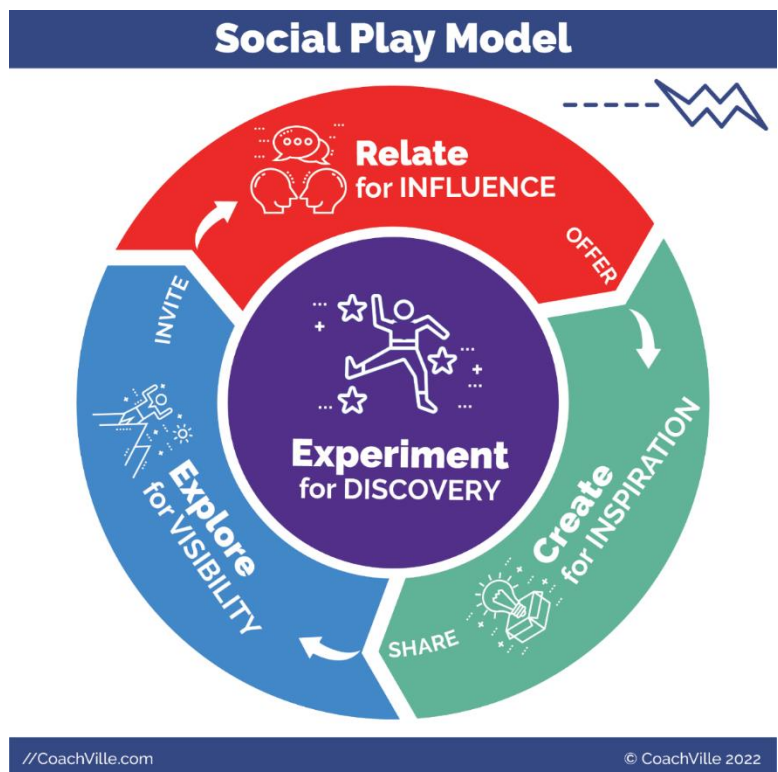 Social Play Model
Relate
for INFLUENCE
OFFER
INVITE
Experiment
for DISCOVERY
Create
for INSPIRATION
Explore
for VISIBILITY
SHARE
//CoachVille.com
© CoachVille 2022